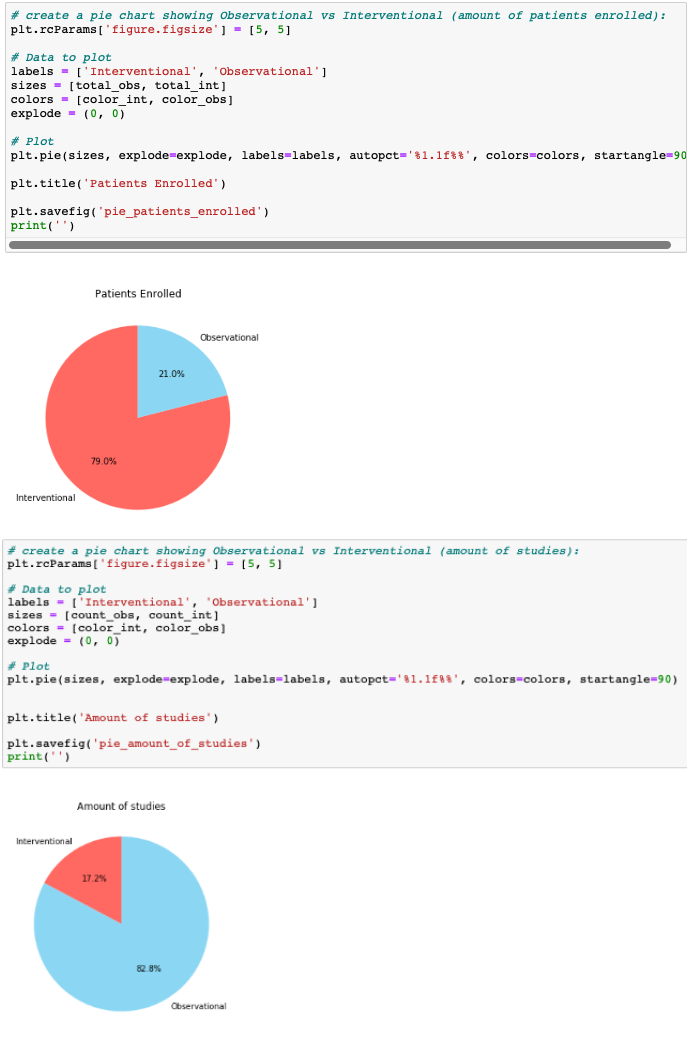 # create a pie chart showing Observational vs Interventional (amount of patients enrolled):
plt.rcParams['figure.figsize'] = [5, 5]
# Data to plot
labels = ['Interventional', 'Observational']
sizes = [total_obs, total_int]
colors = [color_int, color_obs]
explode = (0, 0)
# Plot
plt.pie(sizes, explode=explode, labels=labels, autopct='%1.1f%%', colors=colors, startangle=90
plt.title('Patients Enrolled')
plt.savefig('pie_patients_enrolled')
print('')
Patients Enrolled
Observational
21.0%
79.0%
Interventional
# create a pie chart showing Observational vs Interventional (amount of studies):
plt.rcParams['figure.figsize'] = [5, 5]
# Data to plot
labels = ['Interventional', 'Observational']
sizes = [count_obs, count_int]
colors = [color_int, color_obs]
explode = (0, 0)
# Plot
plt.pie(sizes, explode=explode, labels=labels, autopct='%1.1f%%', colors=colors, startangle=90)
plt.title('Amount of studies')
plt.savefig('pie_amount_of_studies')
print('')
Amount of studies
Interventional
17.2%
82.8%
Observational